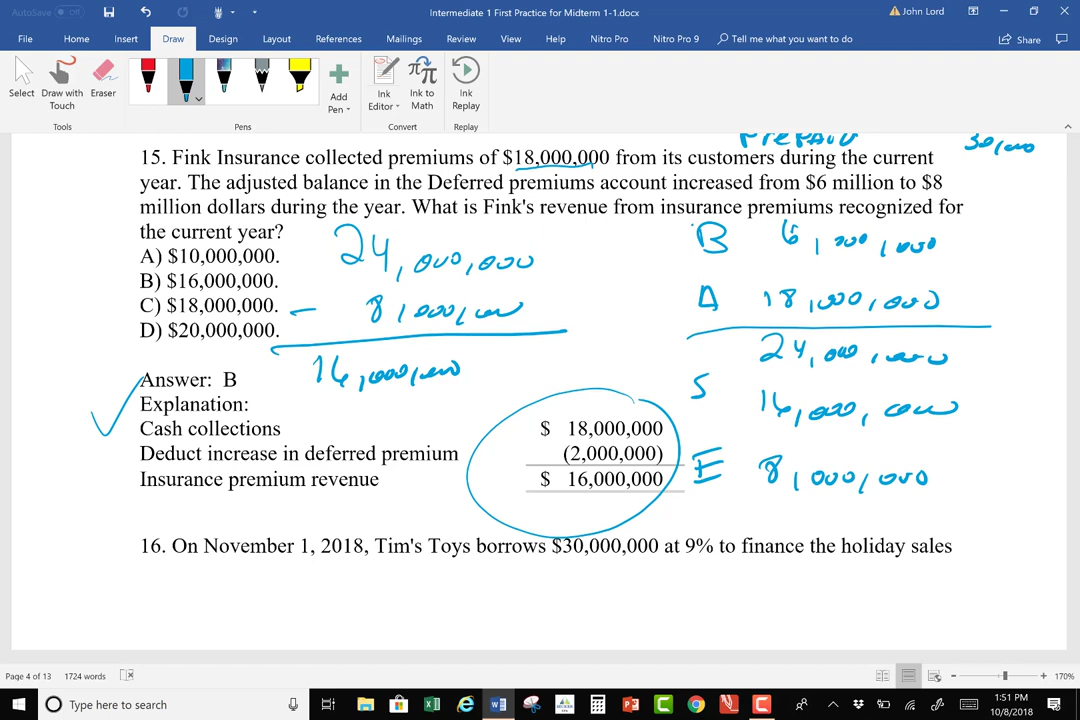 AutoSave Off
Intermediate 1 First Practice for Midterm 1-1.docx
John Lord
File Home Insert Draw Design Layout References Mailings Review View Help Nitro Pro Nitro Pro 9 Tell me what you want to do
Share
Select
Draw with Touch
Eraser
Add Pen
Ink Editor
Ink to Math
Ink Replay
Tools Pens Convert Replay
PrePAID 30,000
15. Fink Insurance collected premiums of $18,000,000 from its customers during the current
year. The adjusted balance in the Deferred premiums account increased from $6 million to $8
million dollars during the year. What is Fink's revenue from insurance premiums recognized for
the current year?
A) $10,000,000.
B) $16,000,000.
C) $18,000,000.
D) $20,000,000.
24,000,000
- 8,000,000
16,000,000
B 6,000,000
A 18,000,000
24,000,000
S 16,000,000
E 8,000,000
Answer: B
Explanation:
Cash collections $ 18,000,000
Deduct increase in deferred premium (2,000,000)
Insurance premium revenue $ 16,000,000
16. On November 1, 2018, Tim's Toys borrows $30,000,000 at 9% to finance the holiday sales
Page 4 of 13 1724 words
170%
Type here to search
1:51 PM
10/8/2018